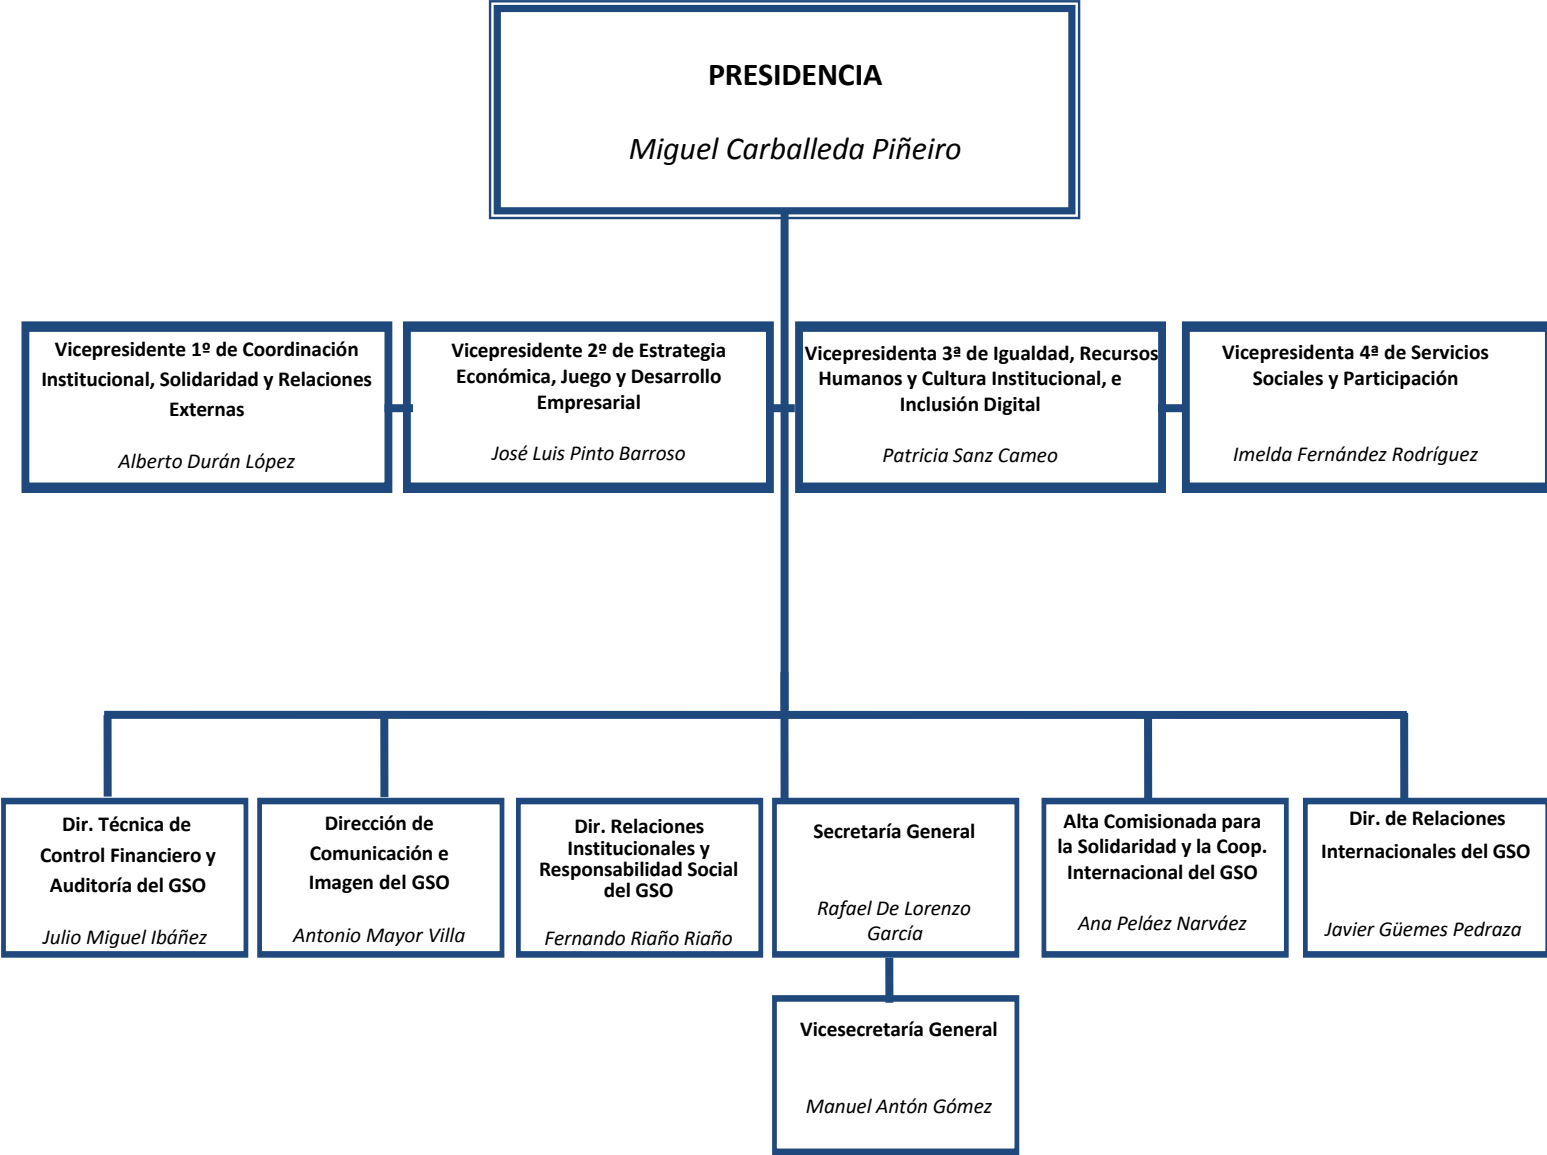 PRESIDENCIA
Miguel Carballeda Piñeiro
Vicepresidente 1º de Coordinación
Institucional, Solidaridad y Relaciones
Externas
Alberto Durán López
Vicepresidente 2º de Estrategia
Económica, Juego y Desarrollo
Empresarial
José Luis Pinto Barroso
Vicepresidenta 3ª de Igualdad, Recursos
Humanos y Cultura Institucional, e
Inclusión Digital
Patricia Sanz Cameo
Vicepresidenta 4ª de Servicios
Sociales y Participación
Imelda Fernández Rodríguez
Dir. Técnica de
Control Financiero y
Auditoría del GSO
Julio Miguel Ibáñez
Dirección de
Comunicación e
Imagen del GSO
Antonio Mayor Villa
Dir. Relaciones
Institucionales y
Responsabilidad Social
del GSO
Fernando Riaño Riaño
Secretaría General
Rafael De Lorenzo
García
Alta Comisionada para
la Solidaridad y la Coop.
Internacional del GSO
Ana Peláez Narváez
Dir. de Relaciones
Internacionales del GSO
Javier Güemes Pedraza
Vicesecretaría General
Manuel Antón Gómez